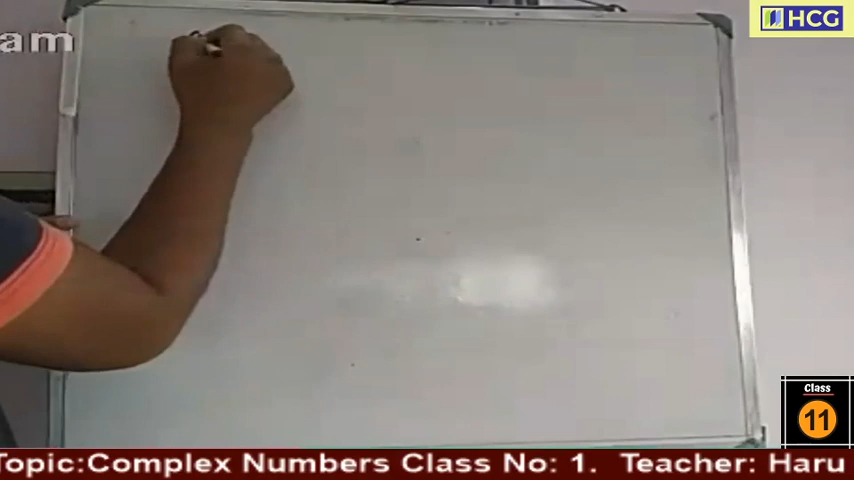 am
HCG
Class
11
Topic:Complex Numbers Class No: 1. Teacher: Haru